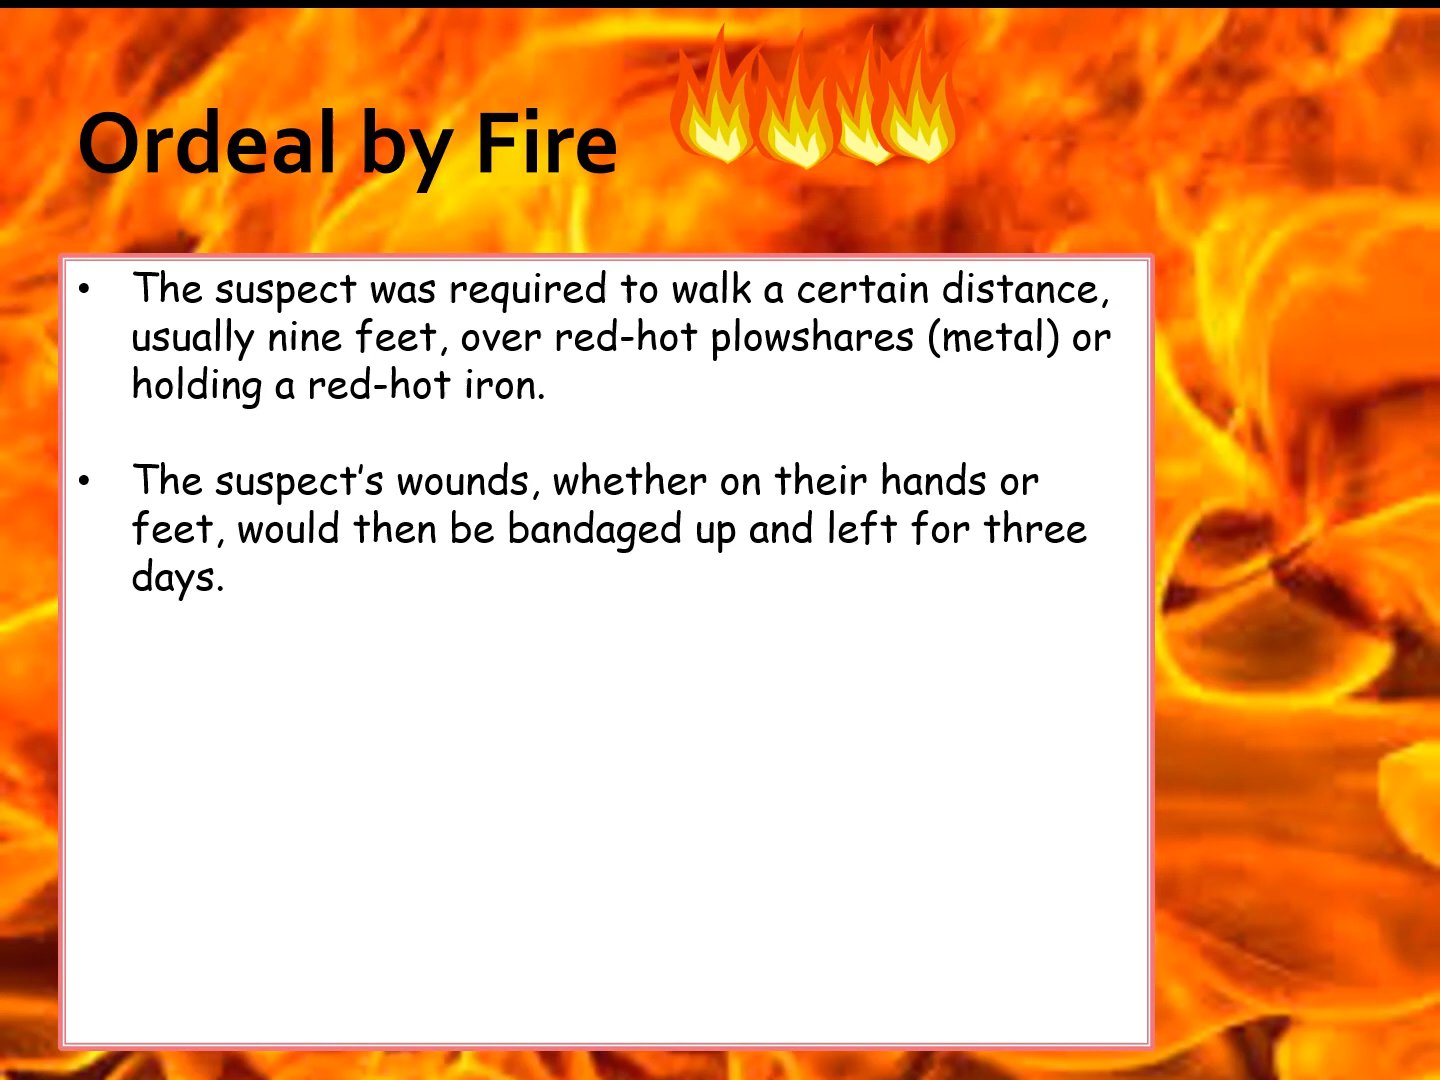 Ordeal by Fire
• The suspect was required to walk a certain distance,
usually nine feet, over red-hot plowshares (metal) or
holding a red-hot iron.
• The suspect’s wounds, whether on their hands or
feet, would then be bandaged up and left for three
days.